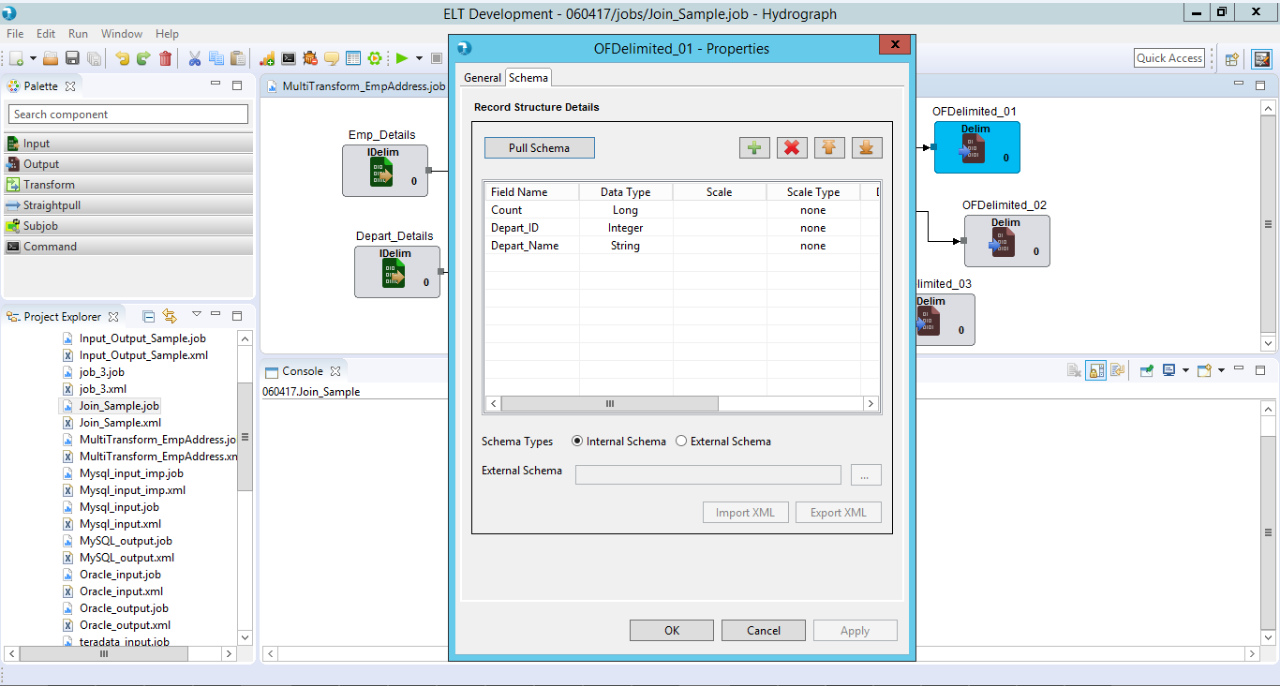 ELT Development - 060417/jobs/Join_Sample.job - Hydrograph
File Edit Run Window Help
Quick Access
Palette
Search component
Input
Output
Transform
Straightpull
Subjob
Command
Project Explorer
Input_Output_Sample.job
Input_Output_Sample.xml
job_3.job
job_3.xml
Join_Sample.job
Join_Sample.xml
MultiTransform_EmpAddress.jo
MultiTransform_EmpAddress.xn
Mysql_input_imp.job
Mysql_input_imp.xml
Mysql_input.job
Mysql_input.xml
MySQL_output.job
MySQL_output.xml
Oracle_input.job
Oracle_input.xml
Oracle_output.job
Oracle_output.xml
teradata_input.job
MultiTransform_EmpAddress.job
Emp_Details
IDelim
0
Depart_Details
IDelim
0
Console
060417.Join_Sample
OFDelimited_01 - Properties
General Schema
Record Structure Details
Pull Schema
Field Name Data Type Scale Scale Type
Count Long none
Depart_ID Integer none
Depart_Name String none
Schema Types Internal Schema External Schema
External Schema ...
Import XML Export XML
OK Cancel Apply
OFDelimited_01
Delim
0
OFDelimited_02
Delim
0
limited_03
Delim
0